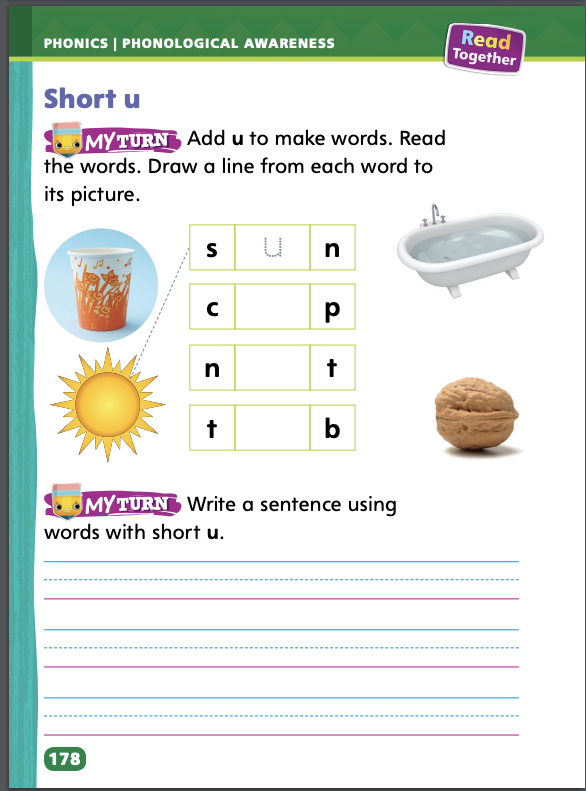 PHONICS | PHONOLOGICAL AWARENESS
Read
Together
Short u
MY TURN Add u to make words. Read
the words. Draw a line from each word to
its picture.
s u n
c p
n t
t b
MY TURN Write a sentence using
words with short u.
178